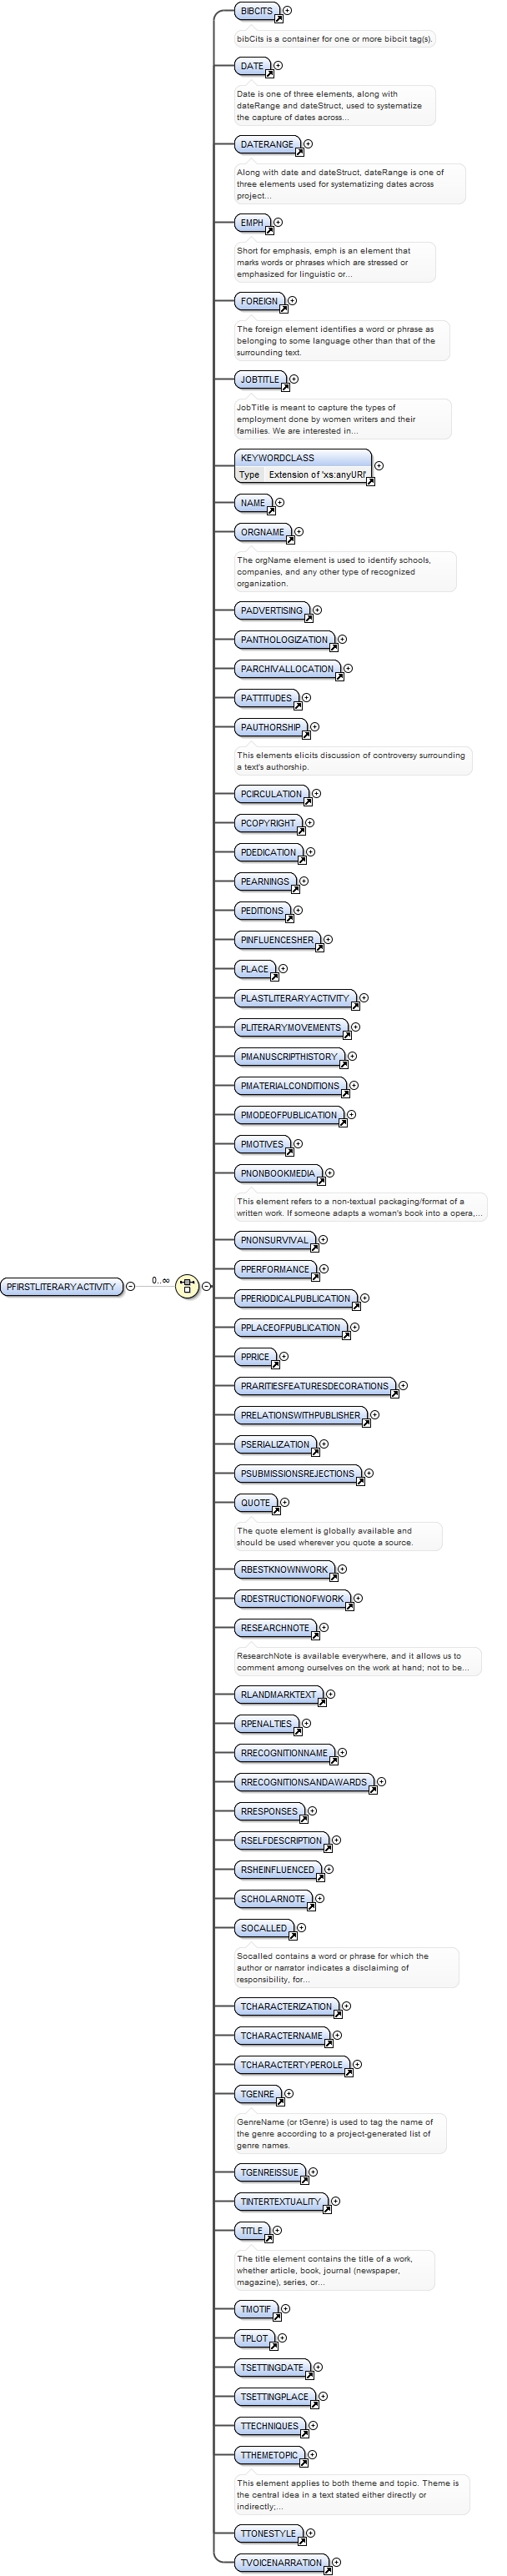 BIBCITS
bibCits is a container for one or more bibcit tag(s).
DATE
Date is one of three elements, along with
dateRange and dateStruct, used to systematize
the capture of dates across...
DATERANGE
Along with date and dateStruct, dateRange is one of
three elements used for systematizing dates across
project...
EMPH
Short for emphasis, emph is an element that
marks words or phrases which are stressed or
emphasized for linguistic or...
FOREIGN
The foreign element identifies a word or phrase as
belonging to some language other than that of the
surrounding text.
JOBTITLE
JobTitle is meant to capture the types of
employment done by women writers and their
families. We are interested in...
KEYWORDCLASS
Type Extension of 'xs:anyURI'
NAME
ORGNAME
The orgName element is used to identify schools,
companies, and any other type of recognized
organization.
PADVERTISING
PANTHOLOGIZATION
PARCHIVALLOCATION
PATTITUDES
PAUTHORSHIP
This elements elicits discussion of controversy surrounding
a text's authorship.
PCIRCULATION
PCOPYRIGHT
PDEDICATION
PEARNINGS
PEDITIONS
PINFLUENCESHER
PLACE
PLASTLITERARYACTIVITY
PLITERARYMOVEMENTS
PMANUSCRIPTHISTORY
PMATERIALCONDITIONS
PMODEOFPUBLICATION
PMOTIVES
PNONBOOKMEDIA
This element refers to a non-textual packaging/format of a
written work. If someone adapts a woman's book into a opera,...
PNONSURVIVAL
PPERFORMANCE
PFIRSTLITERARYACTIVITY 0..∞
PPERIODICALPUBLICATION
PPLACEOFPUBLICATION
PPRICE
PRARITIESFEATURESDECORATIONS
PRELATIONSWITHPUBLISHER
PSERIALIZATION
PSUBMISSIONSREJECTIONS
QUOTE
The quote element is globally available and
should be used wherever you quote a source.
RBESTKNOWNWORK
RDESTRUCTIONOFWORK
RESEARCHNOTE
ResearchNote is available everywhere, and it allows us to
comment among ourselves on the work at hand; not to be...
RLANDMARKTEXT
RPENALTIES
RRECOGNITIONNAME
RRECOGNITIONSANDAWARDS
RRESPONSES
RSELFDESCRIPTION
RSHEINFLUENCED
SCHOLARNOTE
SOCALLED
Socalled contains a word or phrase for which the
author or narrator indicates a disclaiming of
responsibility, for...
TCHARACTERIZATION
TCHARACTERNAME
TCHARACTERTYPEROLE
TGENRE
GenreName (or tGenre) is used to tag the name of
the genre according to a project-generated list of
genre names.
TGENREISSUE
TINTERTEXTUALITY
TITLE
The title element contains the title of a work,
whether article, book, journal (newspaper,
magazine), series, or...
TMOTIF
TPLOT
TSETTINGDATE
TSETTINGPLACE
TTECHNIQUES
TTHEMETOPIC
This element applies to both theme and topic. Theme is
the central idea in a text stated either directly or
indirectly;...
TTONESTYLE
TVOICENARRATION